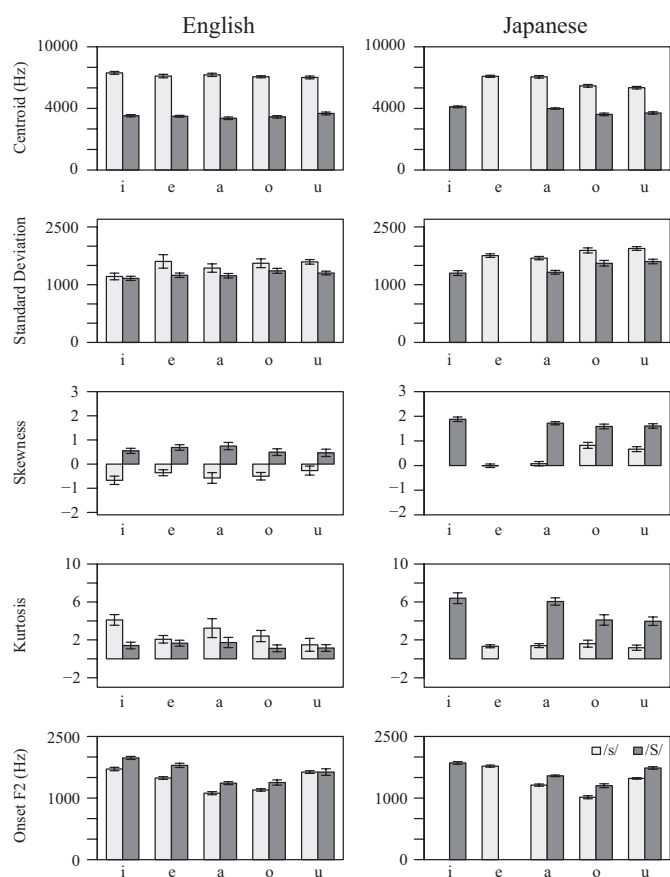 English Japanese
Centroid (Hz)
10000
4000
0
i e a o u
10000
4000
0
i e a o u
Standard Deviation
2500
1000
0
i e a o u
2500
1000
0
i e a o u
Skewness
3
2
1
0
−1
−2
i e a o u
3
2
1
0
−1
−2
i e a o u
Kurtosis
10
6
2
−2
i e a o u
10
6
2
−2
i e a o u
Onset F2 (Hz)
2500
1000
0
i e a o u
2500
1000
0
/s/ /S/
i e a o u